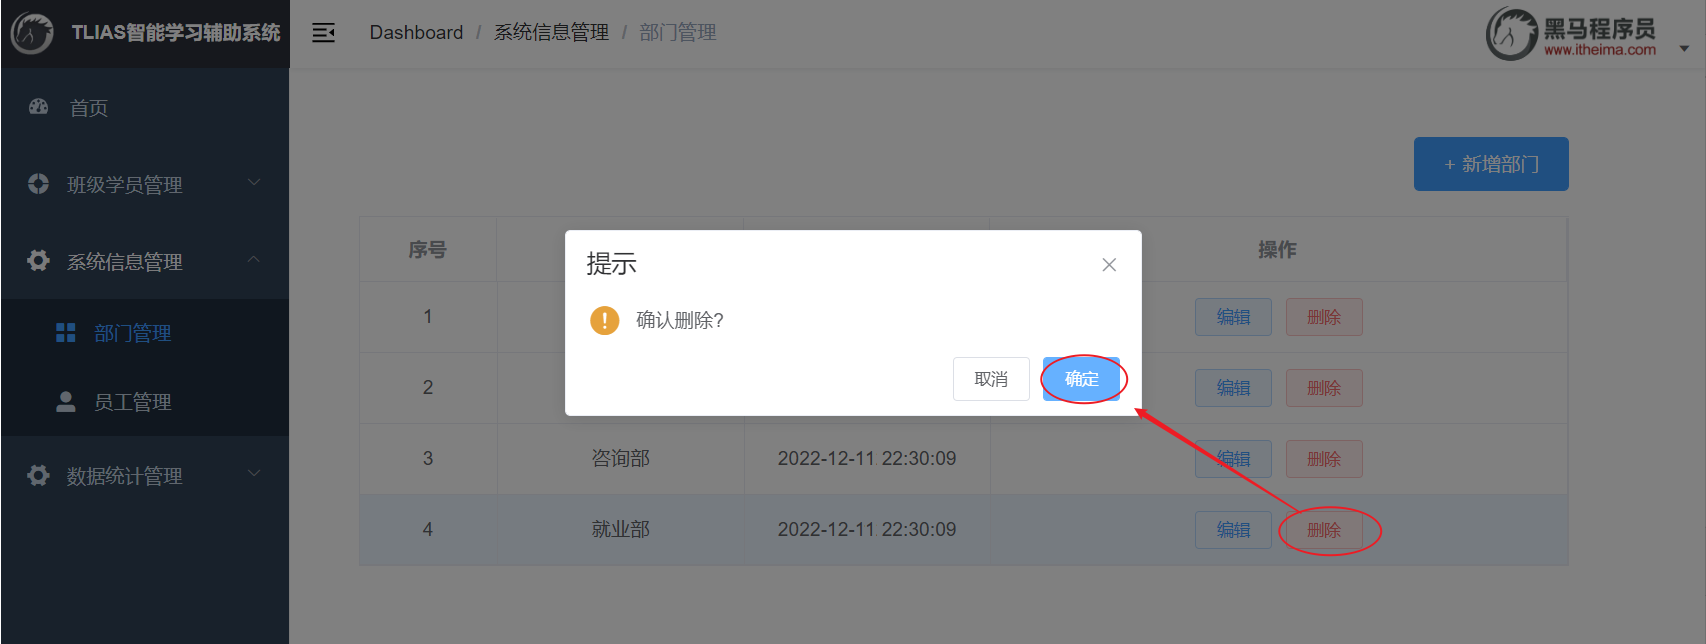 TLIAS智能学习辅助系统
Dashboard / 系统信息管理 / 部门管理
黑马程序员
www.itheima.com
首页
班级学员管理
系统信息管理
部门管理
员工管理
数据统计管理
+ 新增部门
序号 操作
1 编辑 删除
2 编辑 删除
3 咨询部 2022-12-11 22:30:09 编辑 删除
4 就业部 2022-12-11 22:30:09 编辑 删除
提示
确认删除?
取消 确定